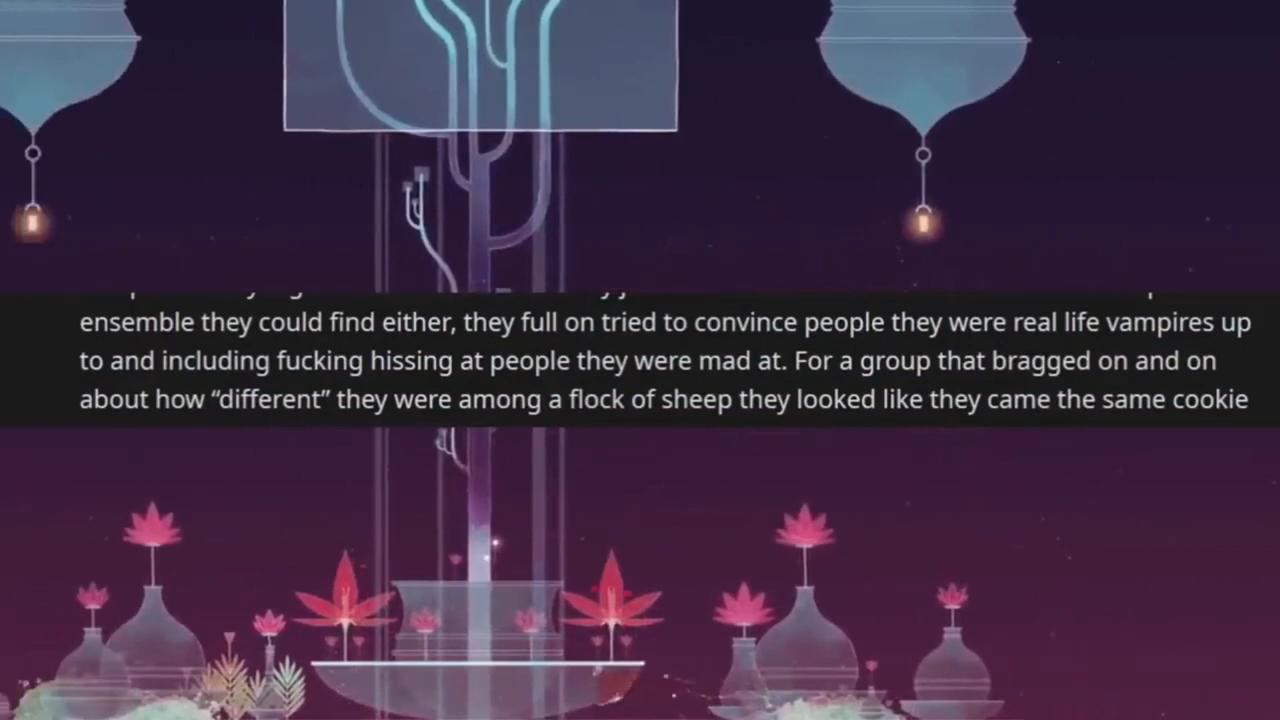 ensemble they could find either, they full on tried to convince people they were real life vampires up
to and including fucking hissing at people they were mad at. For a group that bragged on and on
about how “different” they were among a flock of sheep they looked like they came the same cookie